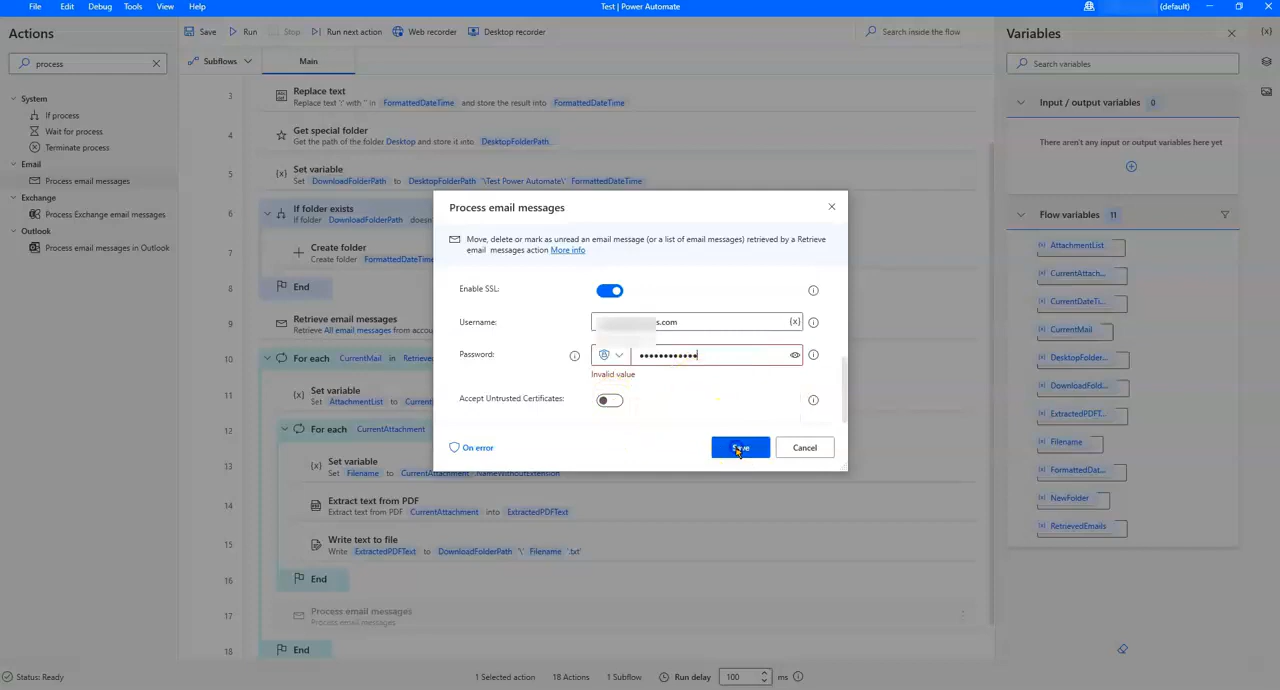 File Edit Debug Tools View Help
Test | Power Automate
(default)
Actions
process
System
If process
Wait for process
Terminate process
Email
Process email messages
Exchange
Process Exchange email messages
Outlook
Process email messages in Outlook
Save Run Stop Run next action Web recorder Desktop recorder
Search inside the flow
Subflows Main
3 Replace text
Replace text ':' with '' in FormattedDateTime and store the result into FormattedDateTime
4 Get special folder
Get the path of the folder Desktop and store it into DesktopFolderPath
5 {x} Set variable
Set DownloadFolderPath to DesktopFolderPath '\Test Power Automate\' FormattedDateTime
6 If folder exists
If folder DownloadFolderPath doesn
7 Create folder
Create folder FormattedDateTime
8 End
9 Retrieve email messages
Retrieve All email messages from accou
10 For each CurrentMail in Retrieve
11 {x} Set variable
Set AttachmentList to Current
12 For each CurrentAttachment
13 {x} Set variable
Set Filename to CurrentAttachment .NameWithoutExtension
14 Extract text from PDF
Extract text from PDF CurrentAttachment into ExtractedPDFText
15 Write text to file
Write ExtractedPDFText to DownloadFolderPath '\' Filename '.txt'
16 End
17 Process email messages
Process email messages
18 End
Process email messages
Move, delete or mark as unread an email message (or a list of email messages) retrieved by a Retrieve
email messages action More info
Enable SSL:
Username: s.com {x}
Password: ••••••••••••
Invalid value
Accept Untrusted Certificates:
On error Save Cancel
Variables
{x}
Search variables
Input / output variables 0
There aren't any input or output variables here yet
Flow variables 11
AttachmentList
CurrentAttach...
CurrentDateTi...
CurrentMail
DesktopFolder...
DownloadFold...
ExtractedPDFT...
Filename
FormattedDat...
NewFolder
RetrievedEmails
Status: Ready
1 Selected action 18 Actions 1 Subflow Run delay 100 ms